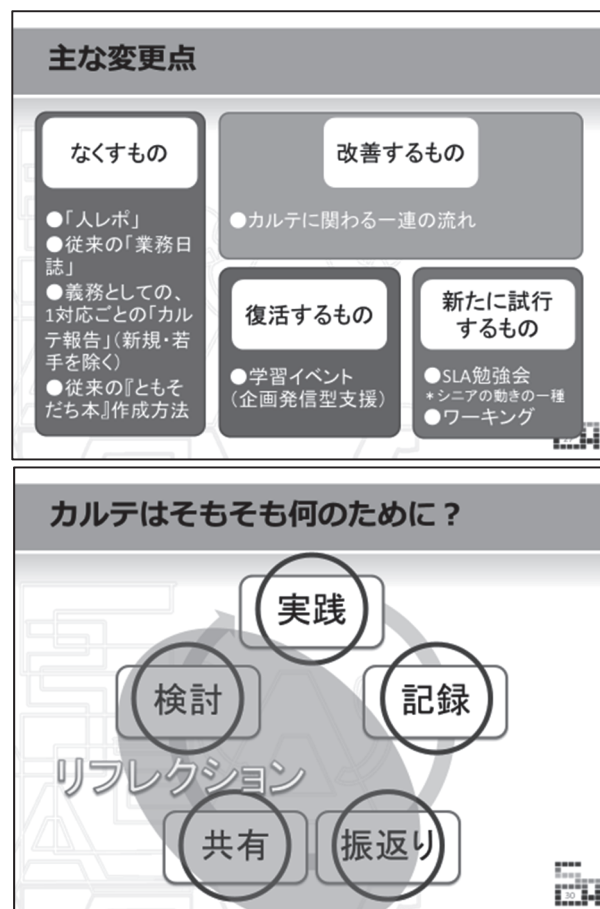 主な変更点
なくすもの
●「人レポ」
●従来の「業務日
誌」
●義務としての、
1対応ごとの「カル
テ報告」（新規・若
手を除く）
●従来の『ともそ
だち本』作成方法
改善するもの
●カルテに関わる一連の流れ
復活するもの
●学習イベント
（企画発信型支援）
新たに試行
するもの
●SLA勉強会
＊シニアの動きの一種
●ワーキング
カルテはそもそも何のために？
実践
検討
記録
リフレクション
共有
振返り
30